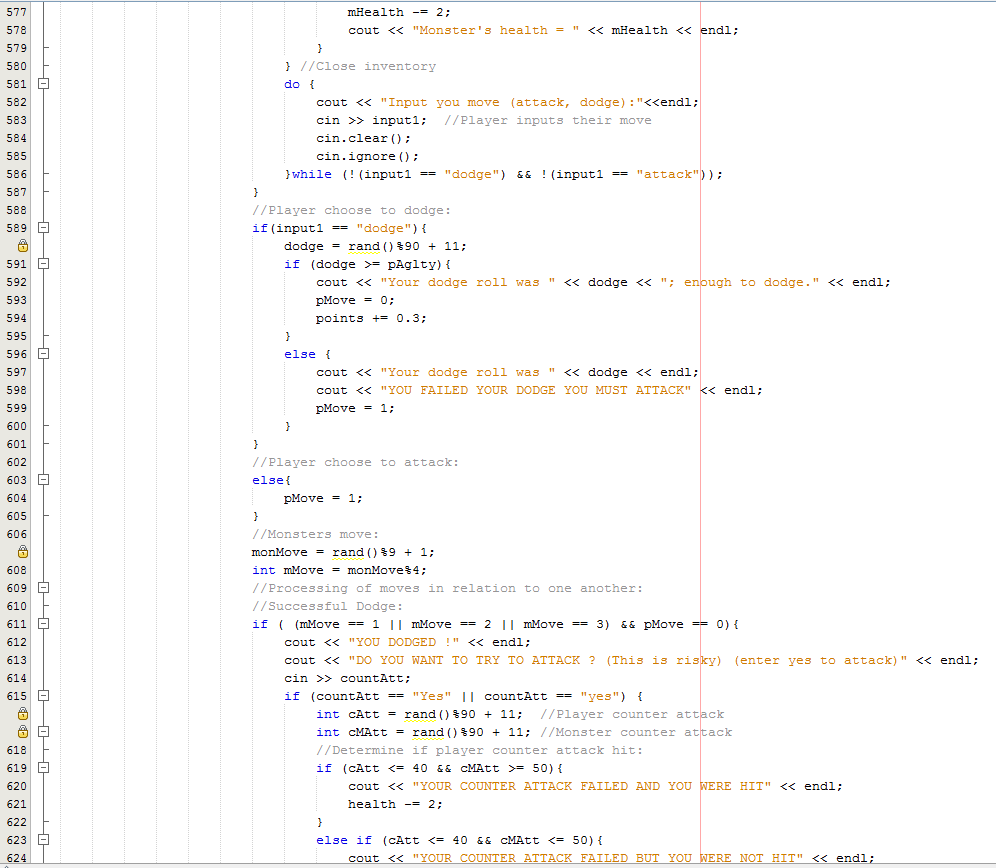 577 mHealth -= 2;
578 cout << "Monster's health = " << mHealth << endl;
579 }
580 } //Close inventory
581 do {
582 cout << "Input you move (attack, dodge):"<<endl;
583 cin >> input1;  //Player inputs their move
584 cin.clear();
585 cin.ignore();
586 }while (!(input1 == "dodge") && !(input1 == "attack"));
587 }
588 //Player choose to dodge:
589 if(input1 == "dodge"){
dodge = rand()%90 + 11;
591 if (dodge >= pAglty){
592 cout << "Your dodge roll was " << dodge << "; enough to dodge." << endl;
593 pMove = 0;
594 points += 0.3;
595 }
596 else {
597 cout << "Your dodge roll was " << dodge << endl;
598 cout << "YOU FAILED YOUR DODGE YOU MUST ATTACK" << endl;
599 pMove = 1;
600 }
601 }
602 //Player choose to attack:
603 else{
604 pMove = 1;
605 }
606 //Monsters move:
monMove = rand()%9 + 1;
608 int mMove = monMove%4;
609 //Processing of moves in relation to one another:
610 //Successful Dodge:
611 if ( (mMove == 1 || mMove == 2 || mMove == 3) && pMove == 0){
612 cout << "YOU DODGED !" << endl;
613 cout << "DO YOU WANT TO TRY TO ATTACK ? (This is risky) (enter yes to attack)" << endl;
614 cin >> countAtt;
615 if (countAtt == "Yes" || countAtt == "yes") {
int cAtt = rand()%90 + 11;  //Player counter attack
int cMAtt = rand()%90 + 11; //Monster counter attack
618 //Determine if player counter attack hit:
619 if (cAtt <= 40 && cMAtt >= 50){
620 cout << "YOUR COUNTER ATTACK FAILED AND YOU WERE HIT" << endl;
621 health -= 2;
622 }
623 else if (cAtt <= 40 && cMAtt <= 50){
624 cout << "YOUR COUNTER ATTACK FAILED BUT YOU WERE NOT HIT" << endl;